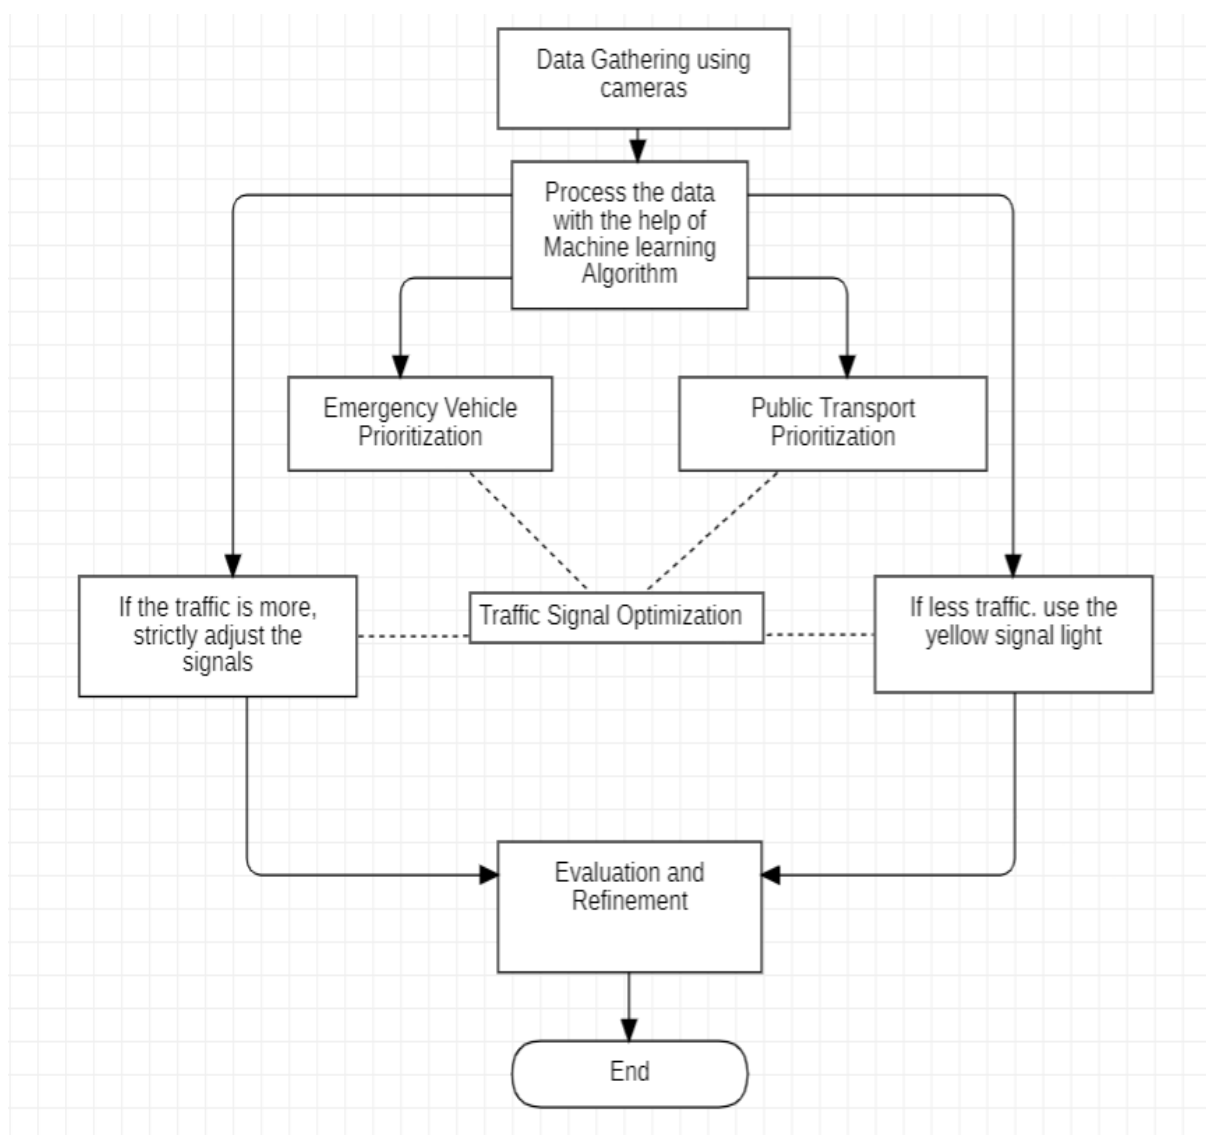 Data Gathering using
cameras
Process the data
with the help of
Machine learning
Algorithm
Emergency Vehicle
Prioritization
Public Transport
Prioritization
If the traffic is more,
strictly adjust the
signals
Traffic Signal Optimization
If less traffic. use the
yellow signal light
Evaluation and
Refinement
End